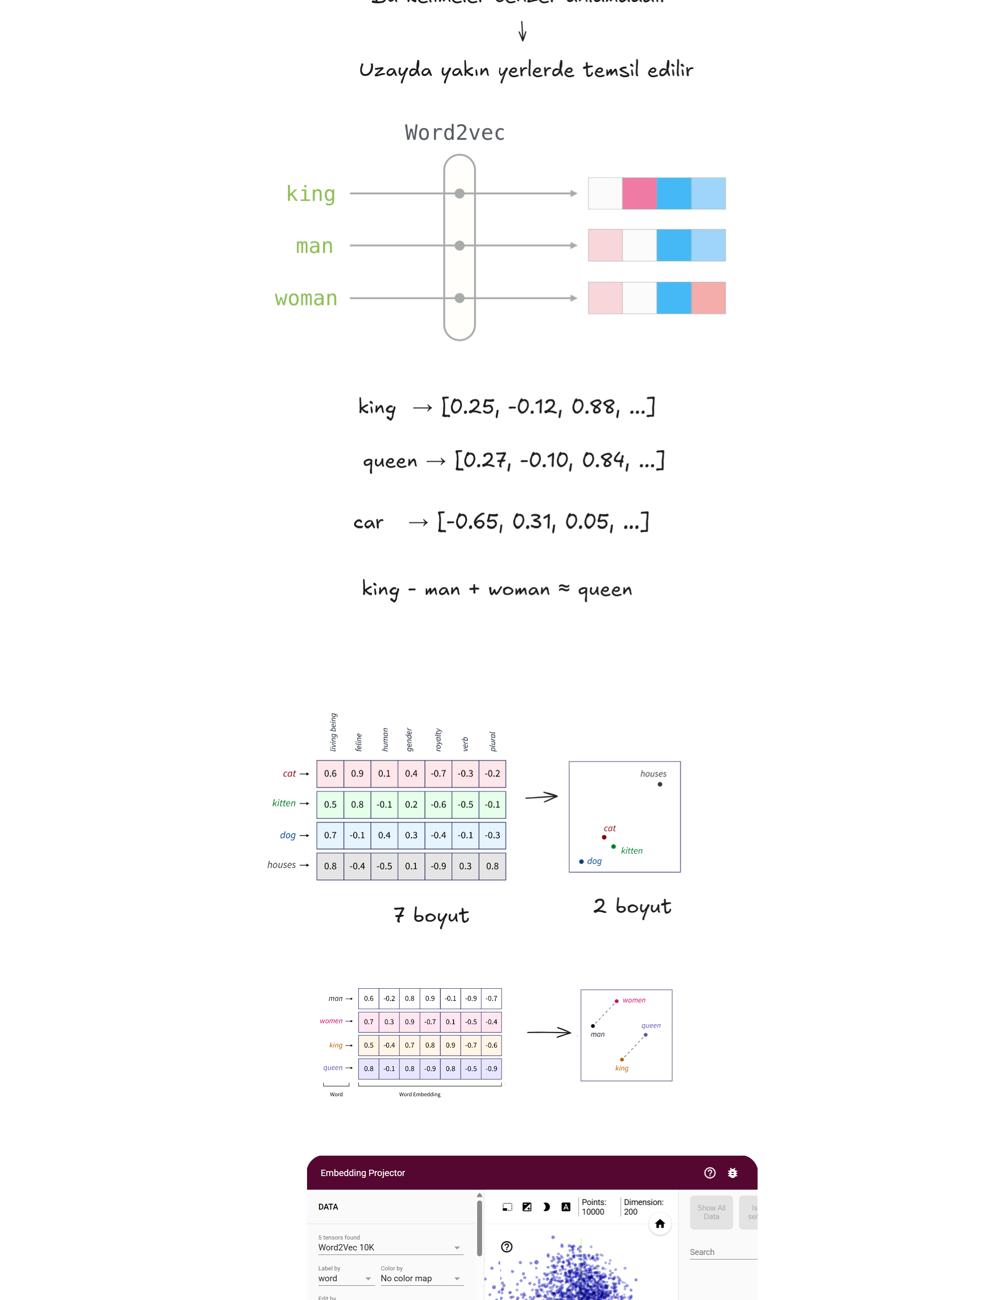 Uzayda yakın yerlerde temsil edilir
Word2vec
king
man
woman
king → [0.25, -0.12, 0.88, ...]
queen → [0.27, -0.10, 0.84, ...]
car → [-0.65, 0.31, 0.05, ...]
king - man + woman ≈ queen
living being feline human gender royalty verb plural
cat → 0.6 0.9 0.1 0.4 -0.7 -0.3 -0.2
kitten → 0.5 0.8 -0.1 0.2 -0.6 -0.5 -0.1
dog → 0.7 -0.1 0.4 0.3 -0.4 -0.1 -0.3
houses → 0.8 -0.4 -0.5 0.1 -0.9 0.3 0.8
houses
cat
kitten
dog
7 boyut
2 boyut
man → 0.6 -0.2 0.8 0.9 -0.1 -0.9 -0.7
women → 0.7 0.3 0.9 -0.7 0.1 -0.5 -0.4
king → 0.5 -0.4 0.7 0.8 0.9 -0.7 -0.6
queen → 0.8 -0.1 0.8 -0.9 0.8 -0.5 -0.9
Word
Word Embedding
women
man
queen
king
Embedding Projector
DATA
5 tensors found
Word2Vec 10K
Label by
word
Color by
No color map
Points: 10000
Dimension: 200
Show All
Data
Search